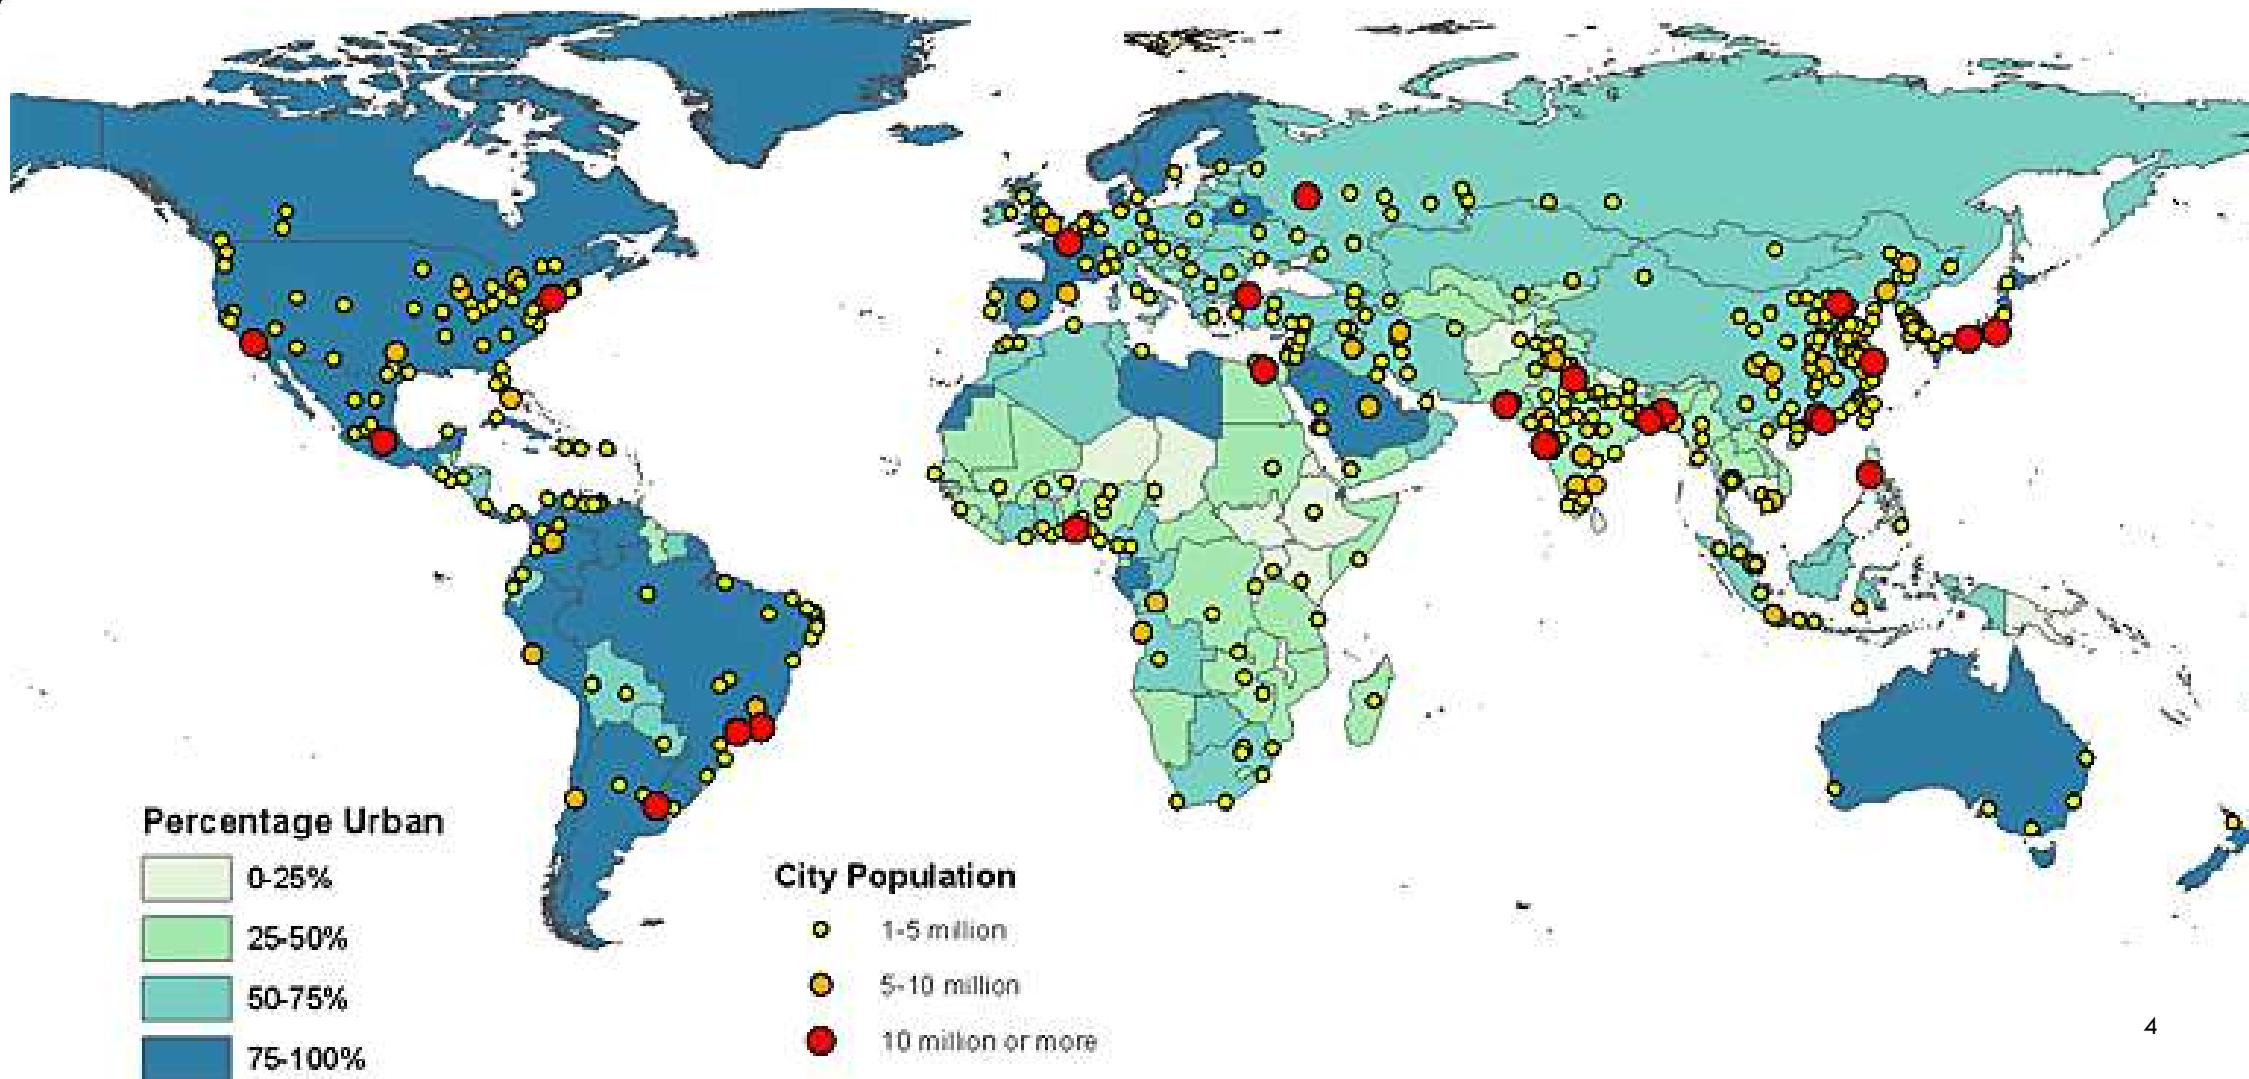 Percentage Urban
0-25%
25-50%
50-75%
75-100%
City Population
1-5 million
5-10 million
10 million or more
4